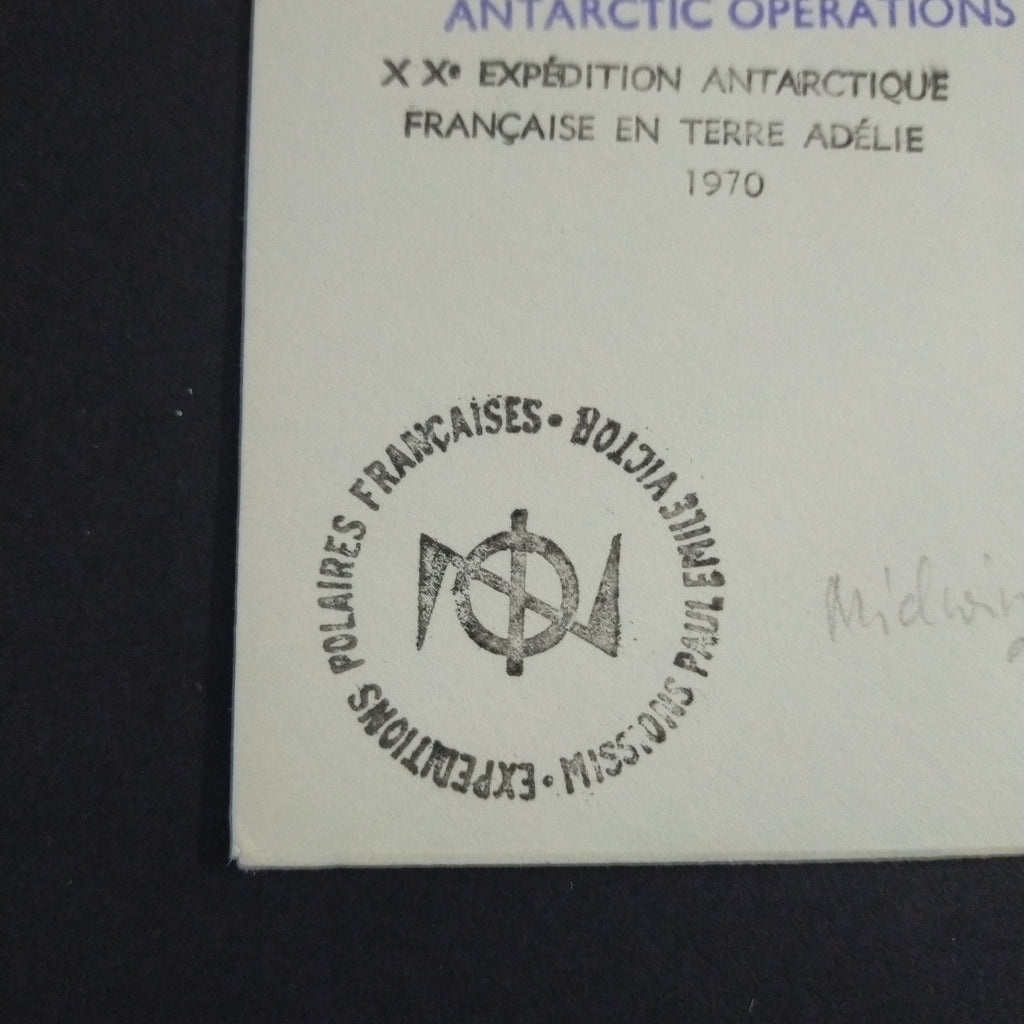 ANTARCTIC OPERATIONS
XXe EXPÉDITION ANTARCTIQUE
FRANÇAISE EN TERRE ADÉLIE
1970
EXPEDITIONS POLAIRES FRANÇAISES • MISSIONS PAUL EMILE VICTOR •